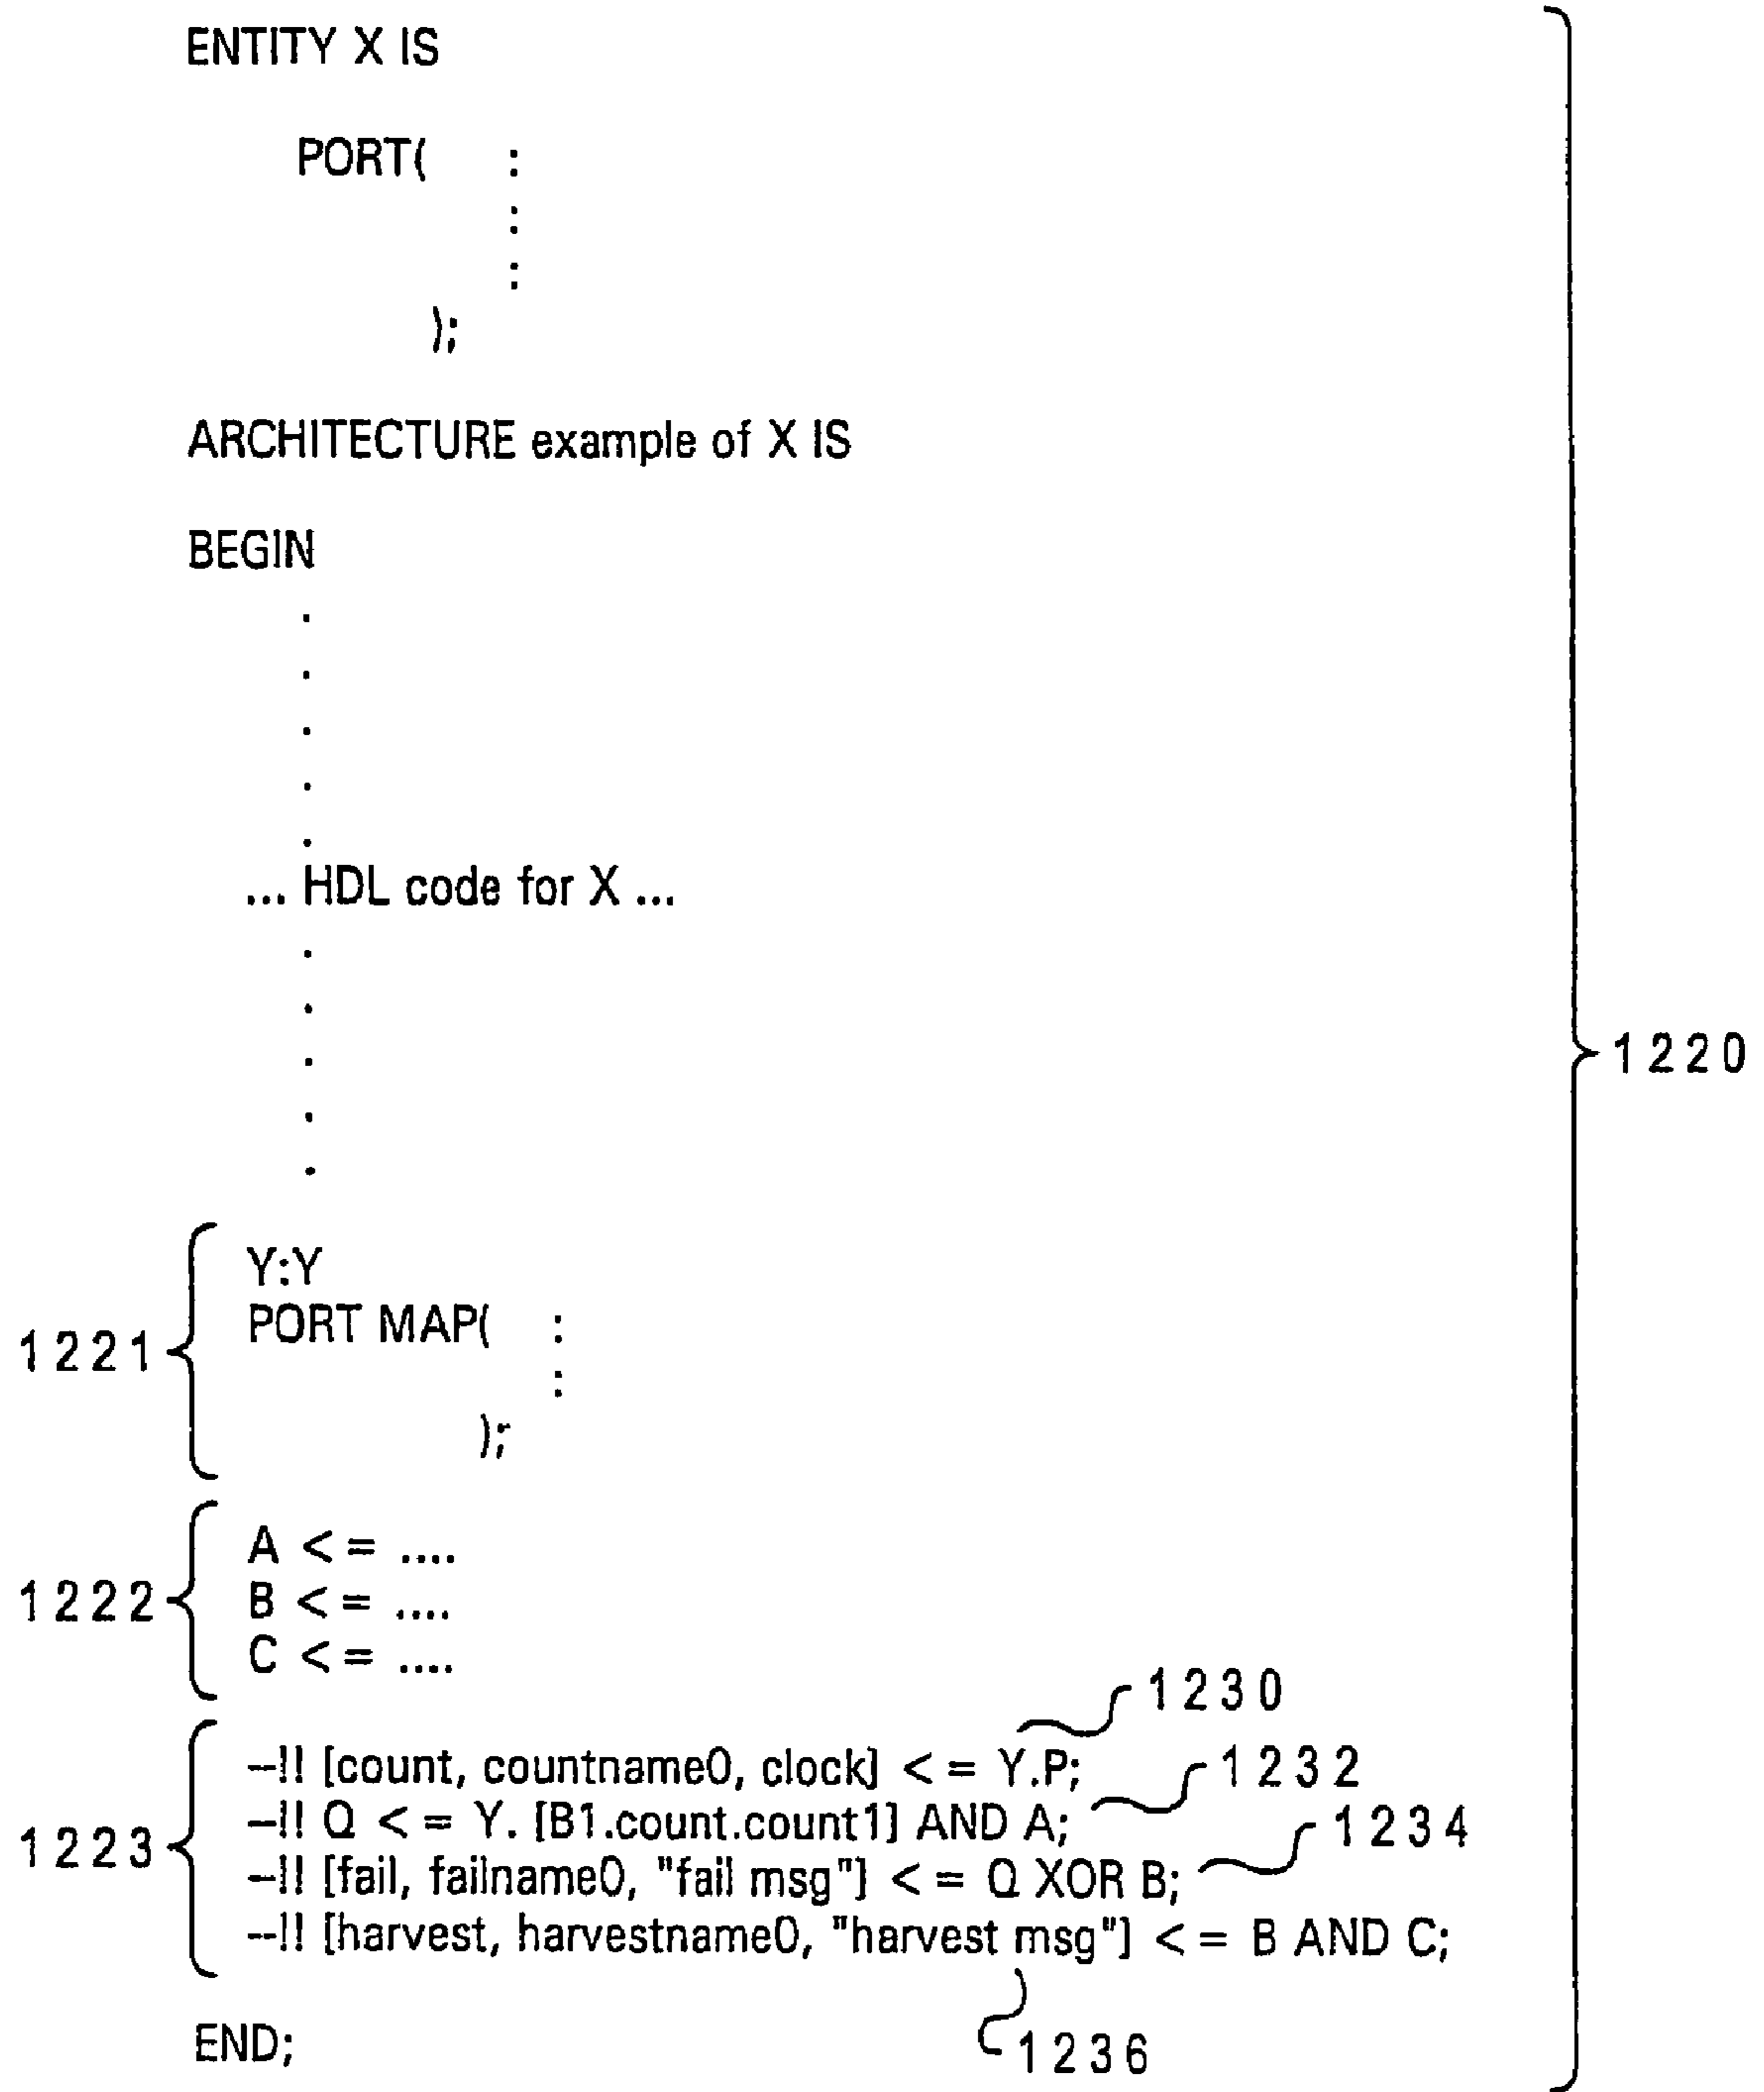 ENTITY X IS
PORT( :
:
:
);
ARCHITECTURE example of X IS
BEGIN
.
.
.
.
.
... HDL code for X ...
.
.
.
.
.
1220
Y:Y
PORT MAP( :
1221
:
);
A <= ....
1222 B <= ....
C <= ....
1230
--!! [count, countname0, clock] <= Y.P; 1232
--!! Q <= Y. [B1.count.count1] AND A; 1234
1223
--!! [fail, failname0, "fail msg"] <= Q XOR B;
--!! [harvest, harvestname0, "harvest msg"] <= B AND C;
END;
1236